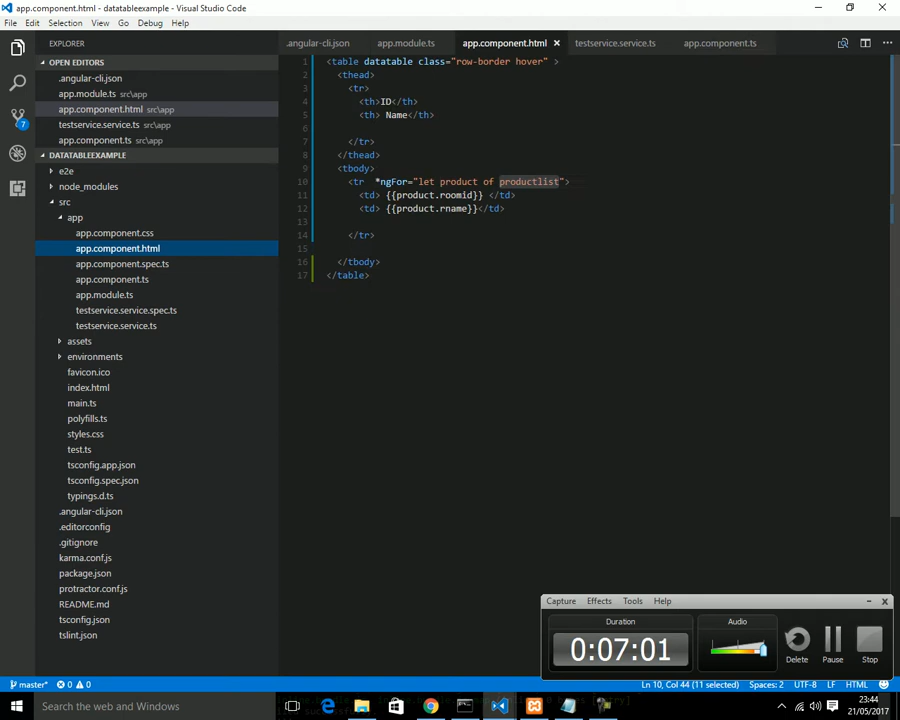 app.component.html - datatableexample - Visual Studio Code
File Edit Selection View Go Debug Help
EXPLORER
OPEN EDITORS
.angular-cli.json
app.module.ts src\app
app.component.html src\app
testservice.service.ts src\app
app.component.ts src\app
DATATABLEEXAMPLE
e2e
node_modules
src
app
app.component.css
app.component.html
app.component.spec.ts
app.component.ts
app.module.ts
testservice.service.spec.ts
testservice.service.ts
assets
environments
favicon.ico
index.html
main.ts
polyfills.ts
styles.css
test.ts
tsconfig.app.json
tsconfig.spec.json
typings.d.ts
.angular-cli.json
.editorconfig
.gitignore
karma.conf.js
package.json
protractor.conf.js
README.md
tsconfig.json
tslint.json
7
.angular-cli.json app.module.ts app.component.html testservice.service.ts app.component.ts
1 <table datatable class="row-border hover" >
2 <thead>
3 <tr>
4 <th>ID</th>
5 <th> Name</th>
6
7 </tr>
8 </thead>
9 <tbody>
10 <tr *ngFor="let product of productlist">
11 <td> {{product.roomid}} </td>
12 <td> {{product.rname}}</td>
13
14 </tr>
15
16 </tbody>
17 </table>
Capture Effects Tools Help
Duration
0:07:01
Audio
Delete Pause Stop
master* 0 0
Ln 10, Col 44 (11 selected) Spaces: 2 UTF-8 LF HTML
Search the web and Windows
23:44
21/05/2017